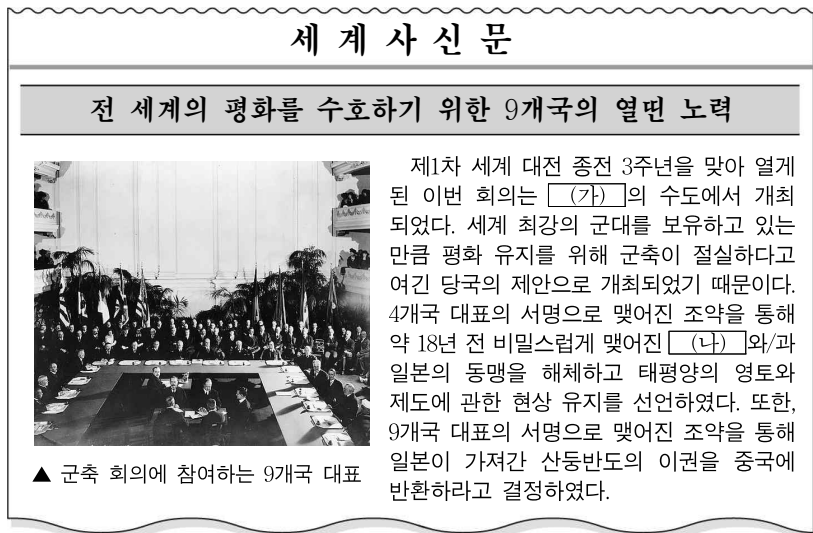 세계사신문
전 세계의 평화를 수호하기 위한 9개국의 열띤 노력
제1차 세계 대전 종전 3주년을 맞아 열게
된 이번 회의는 (가) 의 수도에서 개최
되었다. 세계 최강의 군대를 보유하고 있는
만큼 평화 유지를 위해 군축이 절실하다고
여긴 당국의 제안으로 개최되었기 때문이다.
4개국 대표의 서명으로 맺어진 조약을 통해
약 18년 전 비밀스럽게 맺어진 (나) 와/과
일본의 동맹을 해체하고 태평양의 영토와
제도에 관한 현상 유지를 선언하였다. 또한,
9개국 대표의 서명으로 맺어진 조약을 통해
일본이 가져간 산둥반도의 이권을 중국에
반환하라고 결정하였다.
▲ 군축 회의에 참여하는 9개국 대표